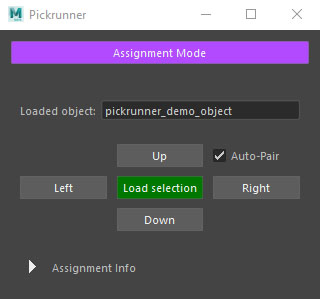 Pickrunner
Assignment Mode
Loaded object: pickrunner_demo_object
Up Auto-Pair
Left Load selection Right
Down
Assignment Info